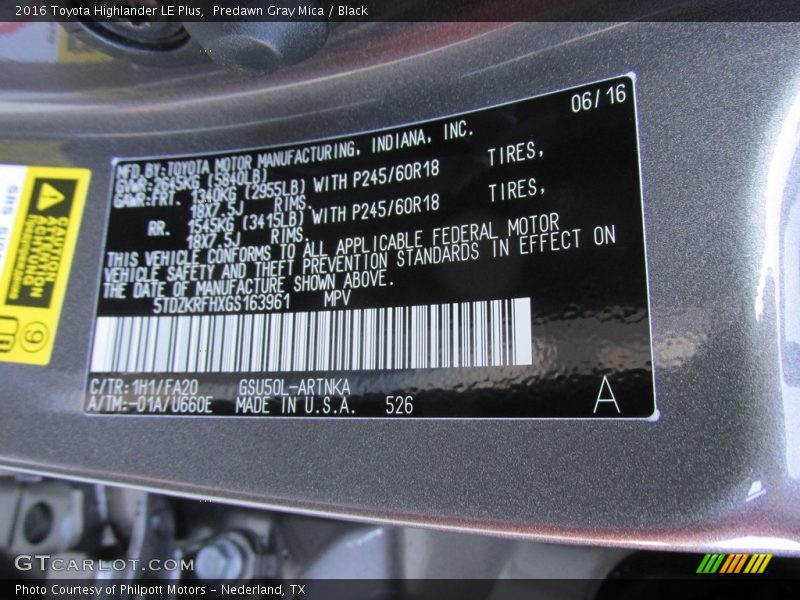 2016 Toyota Highlander LE Plus, Predawn Gray Mica / Black
06/16
MFD.BY:TOYOTA MOTOR MANUFACTURING, INDIANA, INC.
GVWR:2645KG (5840LB)
GAWR:FRT. 1340KG (2955LB) WITH P245/60R18 TIRES,
18X7.5J RIMS.
RR. 1545KG (3415LB) WITH P245/60R18 TIRES,
18X7.5J RIMS.
THIS VEHICLE CONFORMS TO ALL APPLICABLE FEDERAL MOTOR
VEHICLE SAFETY AND THEFT PREVENTION STANDARDS IN EFFECT ON
THE DATE OF MANUFACTURE SHOWN ABOVE.
5TDZKRFHXGS163961 MPV
C/TR:1H1/FA20 GSU50L-ARTNKA
A/TM:-01A/U660E MADE IN U.S.A. 526
A
SRS
CAUTION
ATTENTION
ACHTUNG
GTCARLOT.COM
Photo Courtesy of Philpott Motors - Nederland, TX